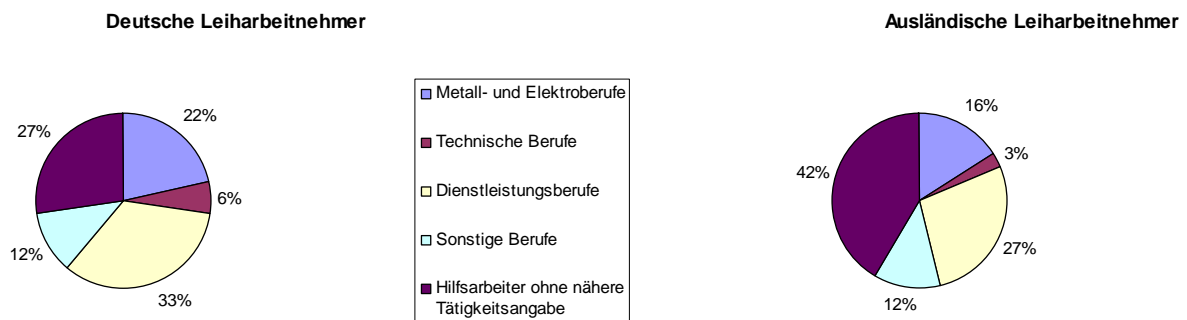 Deutsche Leiharbeitnehmer
Ausländische Leiharbeitnehmer
22%
6%
33%
12%
27%
Metall- und Elektroberufe
Technische Berufe
Dienstleistungsberufe
Sonstige Berufe
Hilfsarbeiter ohne nähere
Tätigkeitsangabe
16%
3%
27%
12%
42%